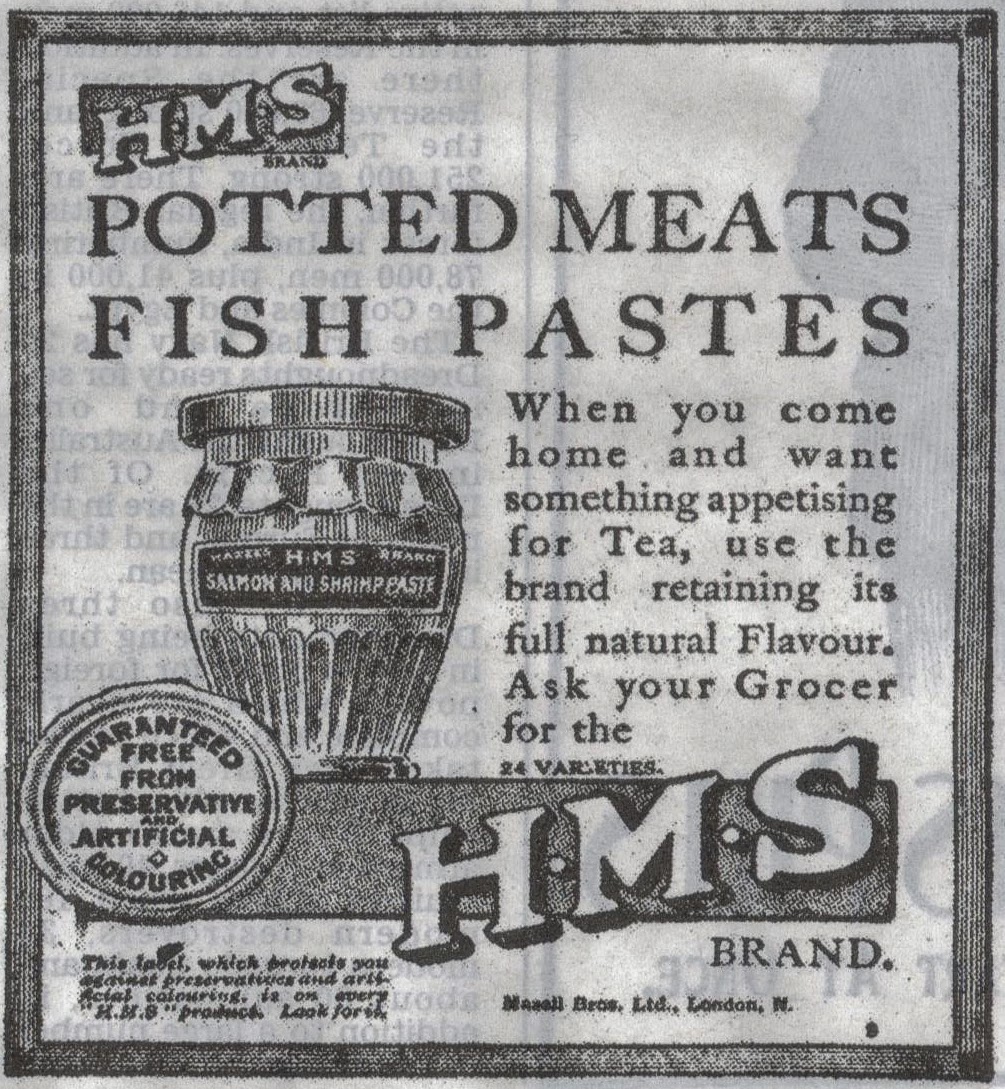 H.M.S
BRAND
POTTED MEATS
FISH PASTES
When you come
home and want
something appetising
for Tea, use the
brand retaining its
full natural Flavour.
Ask your Grocer
for the
24 VARIETIES.
H.M.S
SALMON AND SHRIMP PASTE
GUARANTEED
FREE
FROM
PRESERVATIVE
AND
ARTIFICIAL
COLOURING
H.M.S
BRAND.
This label, which protects you
against preservatives and arti-
ficial colouring, is on every
"H.M.S" product. Look for it.
Bros. Ltd., London, N.